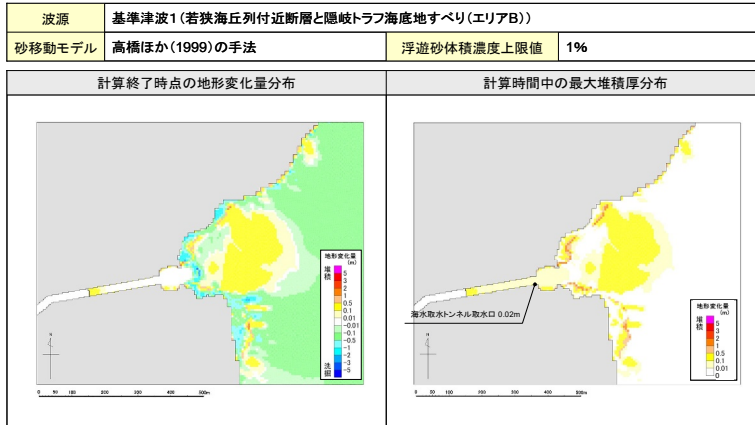 波源 基準津波1(若狭海丘列付近断層と隠岐トラフ海底地すべり(エリアB))
砂移動モデル 高橋ほか(1999)の手法 浮遊砂体積濃度上限値 1%
計算終了時点の地形変化量分布 計算時間中の最大堆積厚分布
地形変化量
(m)
堆積
5
3
2
1
0.5
0.1
0.01
-0.01
-0.1
-0.5
-1
-2
-3
-5
洗掘
N
0 50 100 200 300 400 500m
海水取水トンネル取水口 0.02m
地形変化量
(m)
堆積
5
3
2
1
0.5
0.1
0.01
0
N
0 50 100 200 300 400 500m